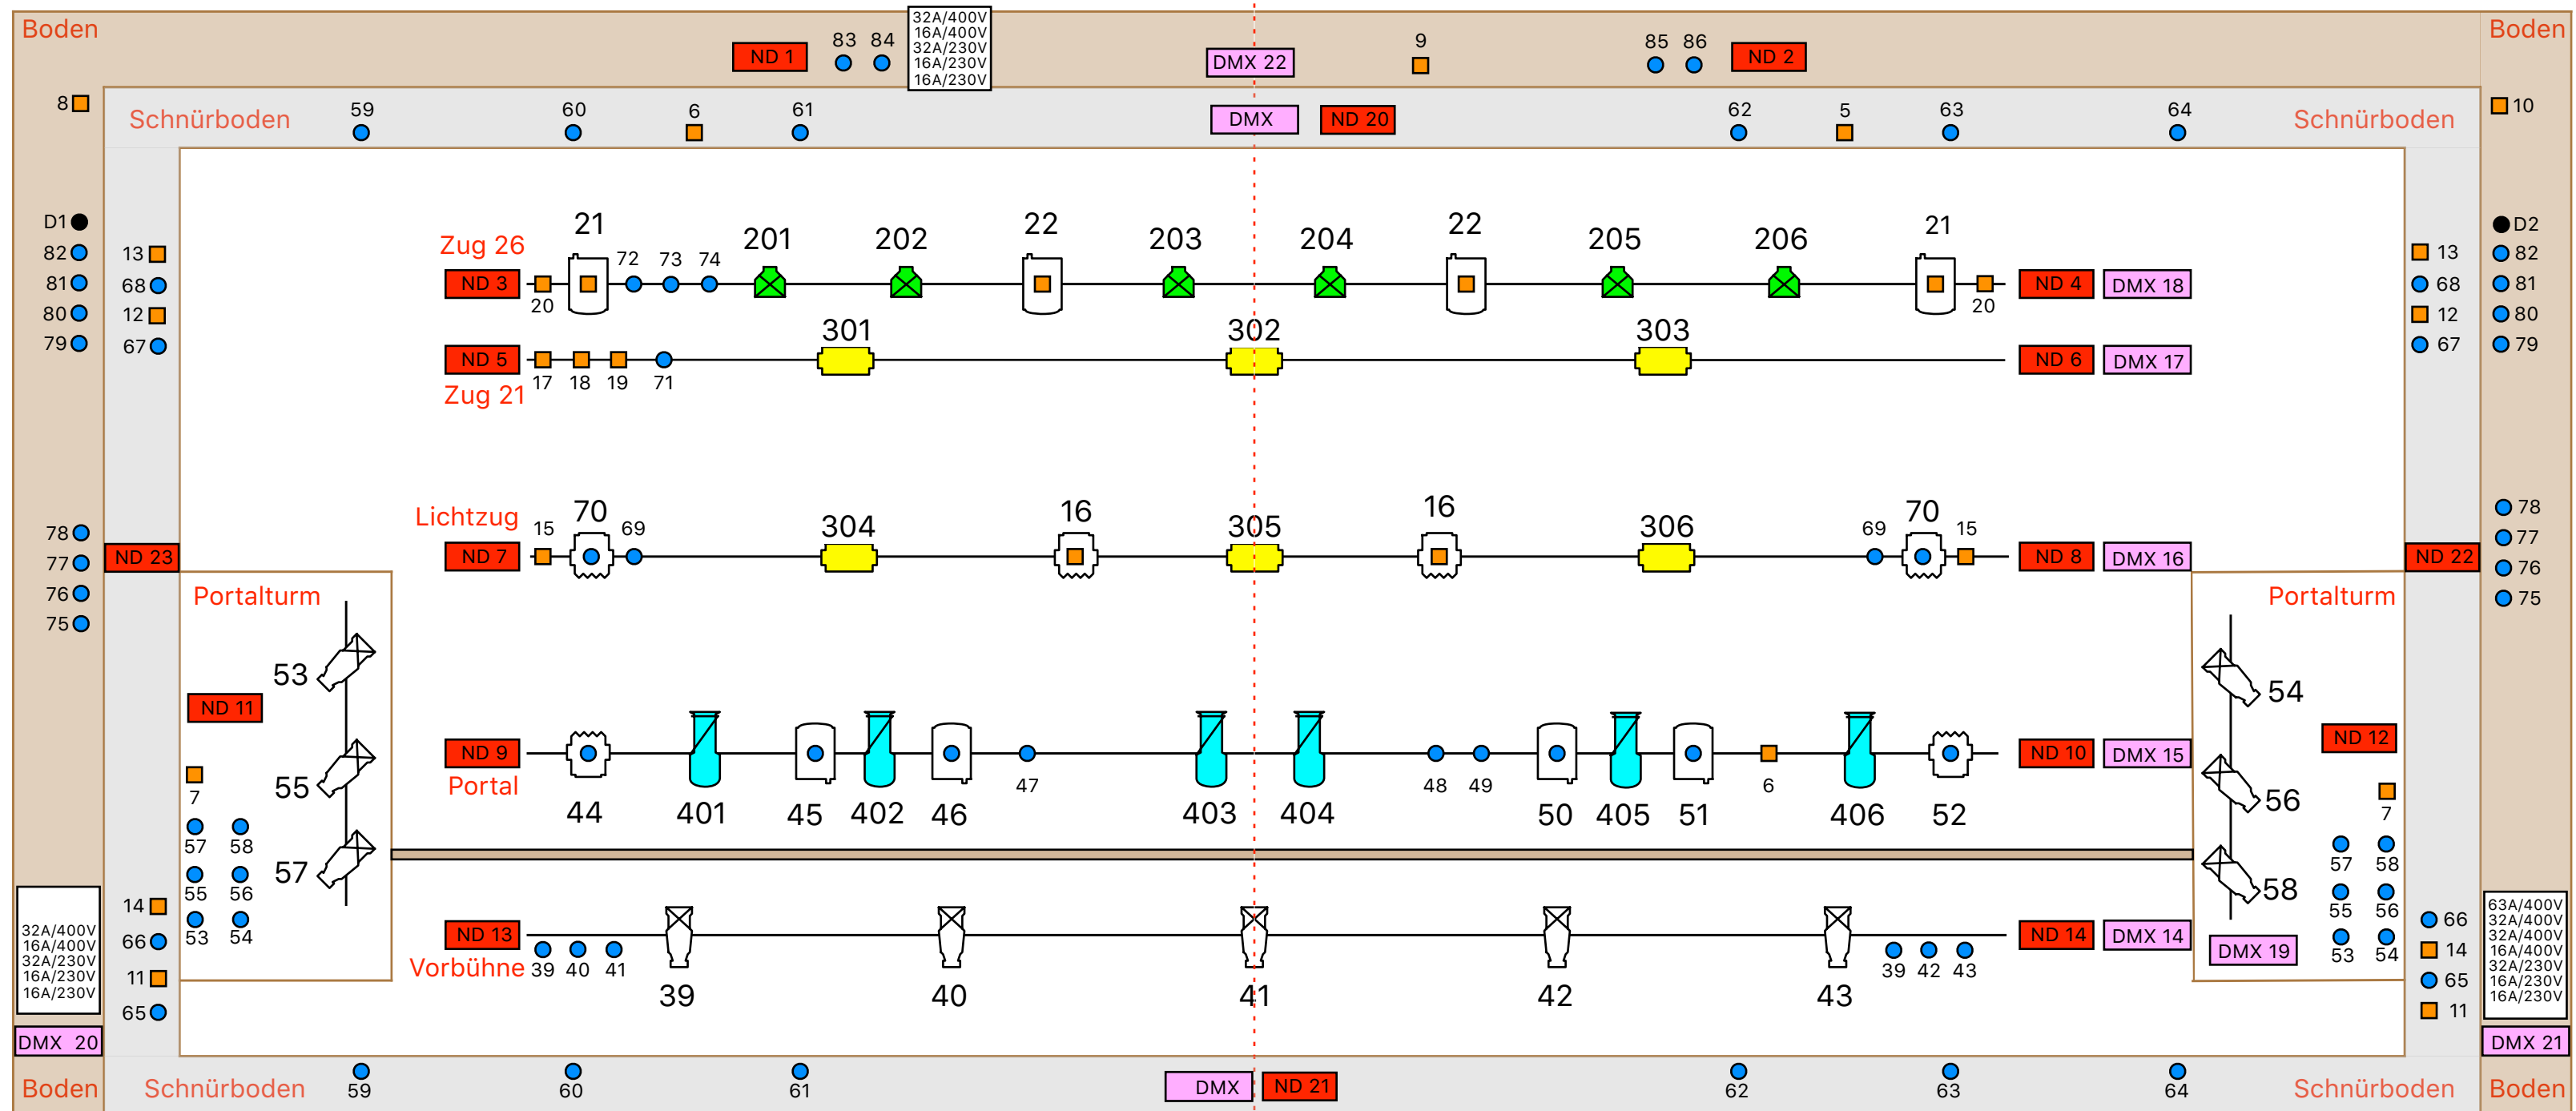 Boden
ND 1
83
84
32A/400V
16A/400V
32A/230V
16A/230V
16A/230V
DMX 22
9
85
86
ND 2
Boden
8
Schnürboden
59
60
6
61
DMX
ND 20
62
5
63
64
Schnürboden
10
D1
82
81
80
79
13
68
12
67
Zug 26
ND 3
20
21
72
73
74
201
202
22
203
204
22
205
206
21
20
ND 4
DMX 18
13
68
12
67
D2
82
81
80
79
ND 5
Zug 21
17
18
19
71
301
302
303
ND 6
DMX 17
78
77
76
75
ND 23
Lichtzug
ND 7
15
70
69
304
16
305
16
306
69
70
15
ND 8
DMX 16
ND 22
78
77
76
75
Portalturm
53
ND 11
55
7
57
58
55
56
53
54
57
ND 9
Portal
44
401
45
402
46
47
403
404
48
49
50
405
51
6
406
52
ND 10
DMX 15
Portalturm
54
ND 12
56
7
57
58
55
56
53
54
58
DMX 19
32A/400V
16A/400V
32A/230V
16A/230V
16A/230V
DMX 20
14
66
11
65
ND 13
Vorbühne
39
40
41
39
40
41
42
43
39
42
43
ND 14
DMX 14
66
14
65
11
63A/400V
32A/400V
32A/400V
16A/400V
32A/230V
16A/230V
16A/230V
DMX 21
Boden
Schnürboden
59
60
61
DMX
ND 21
62
63
64
Schnürboden
Boden